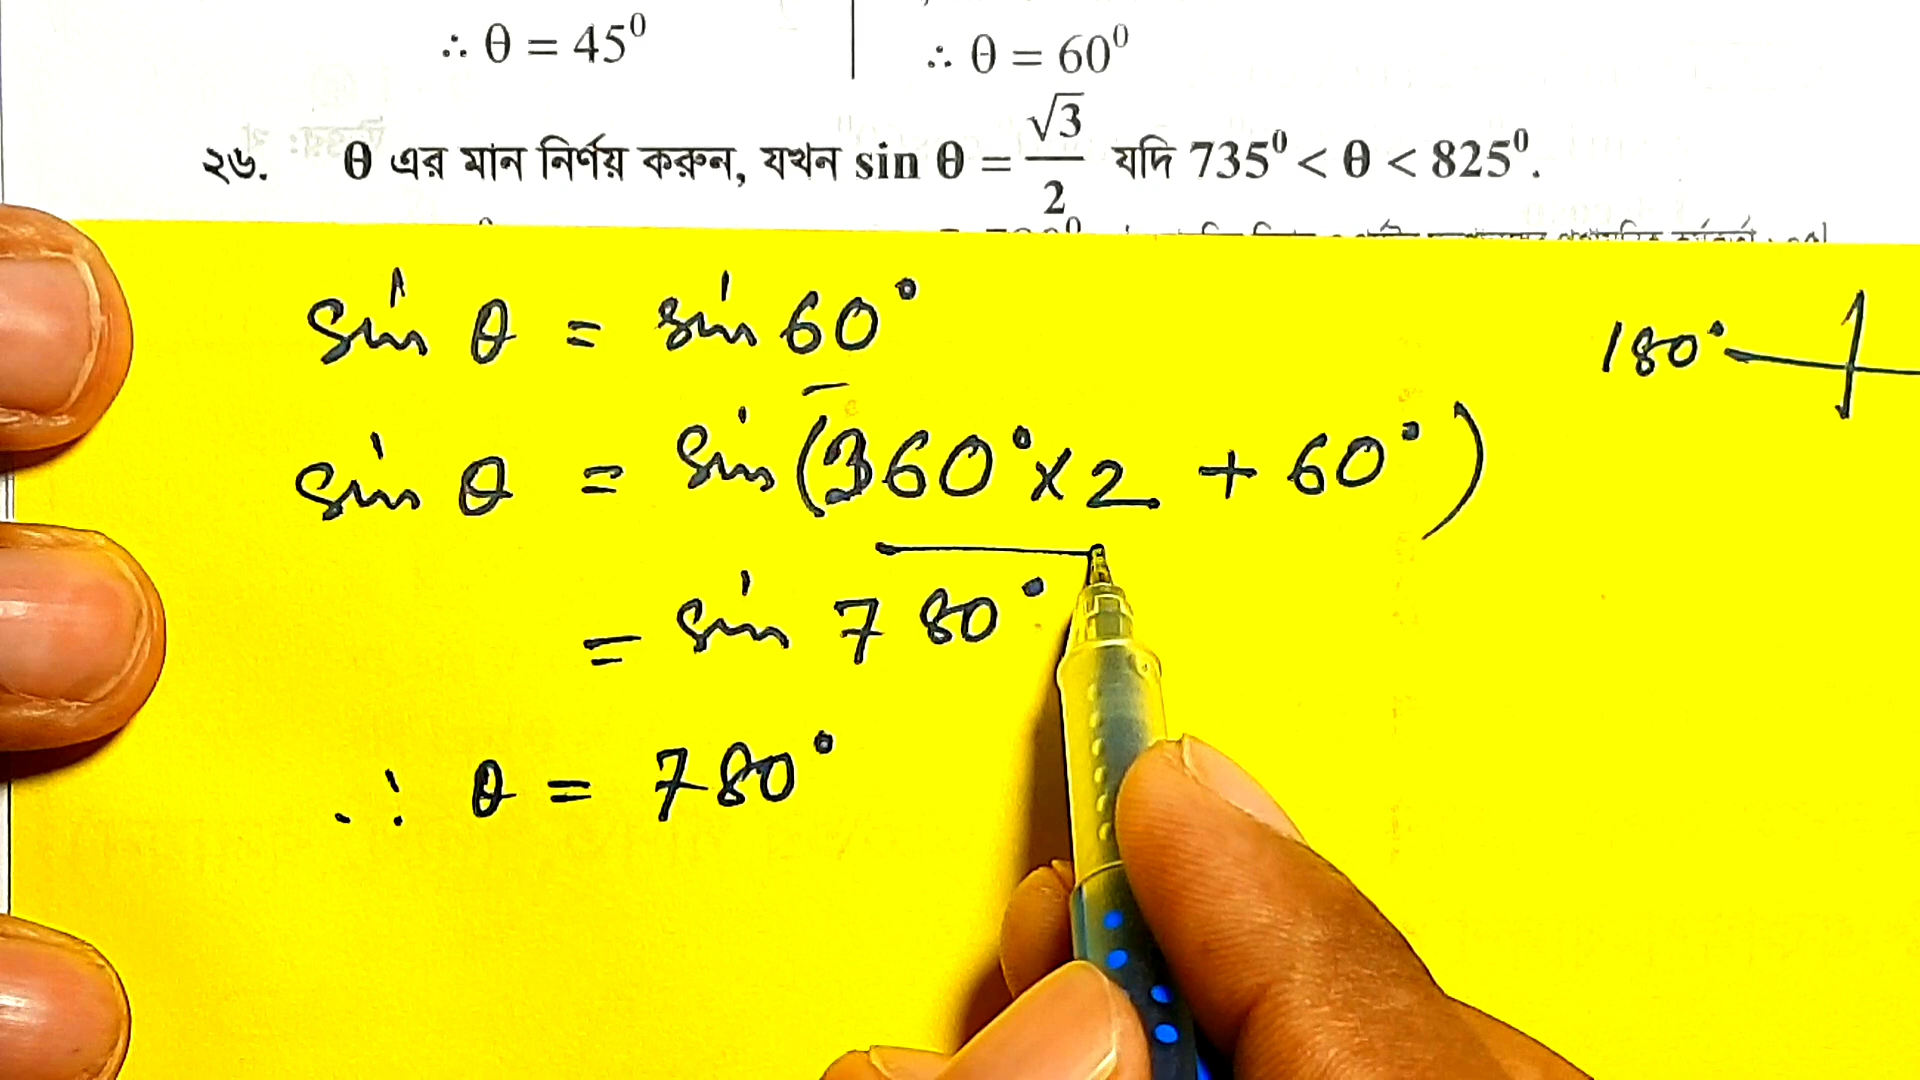 ∴ θ = 45⁰
∴ θ = 60⁰
২৬. θ এর মান নির্ণয় করুন, যখন sin θ = √3/2 যদি 735⁰ < θ < 825⁰.
sin θ = sin 60°
180°
sin θ = sin (360° × 2 + 60°)
= sin 780°
∴ θ = 780°